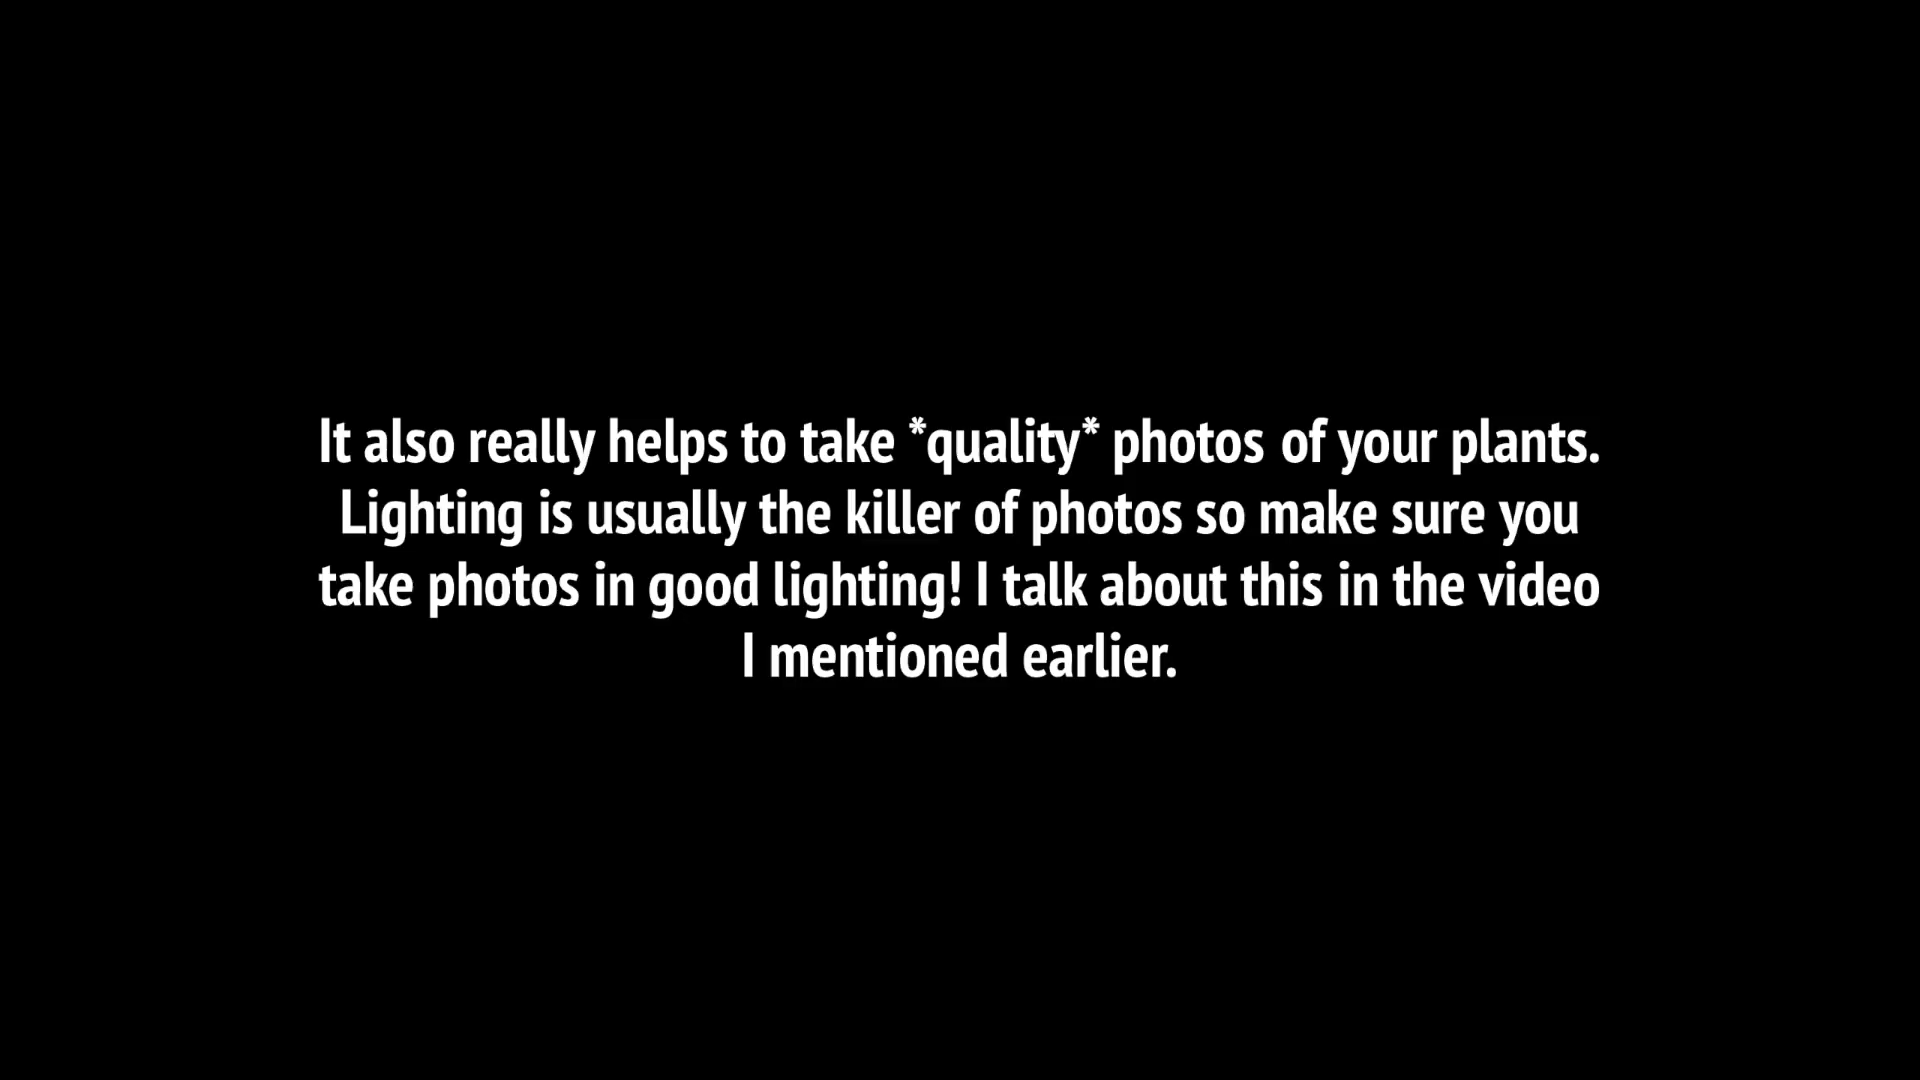 It also really helps to take *quality* photos of your plants.
Lighting is usually the killer of photos so make sure you
take photos in good lighting! I talk about this in the video
I mentioned earlier.